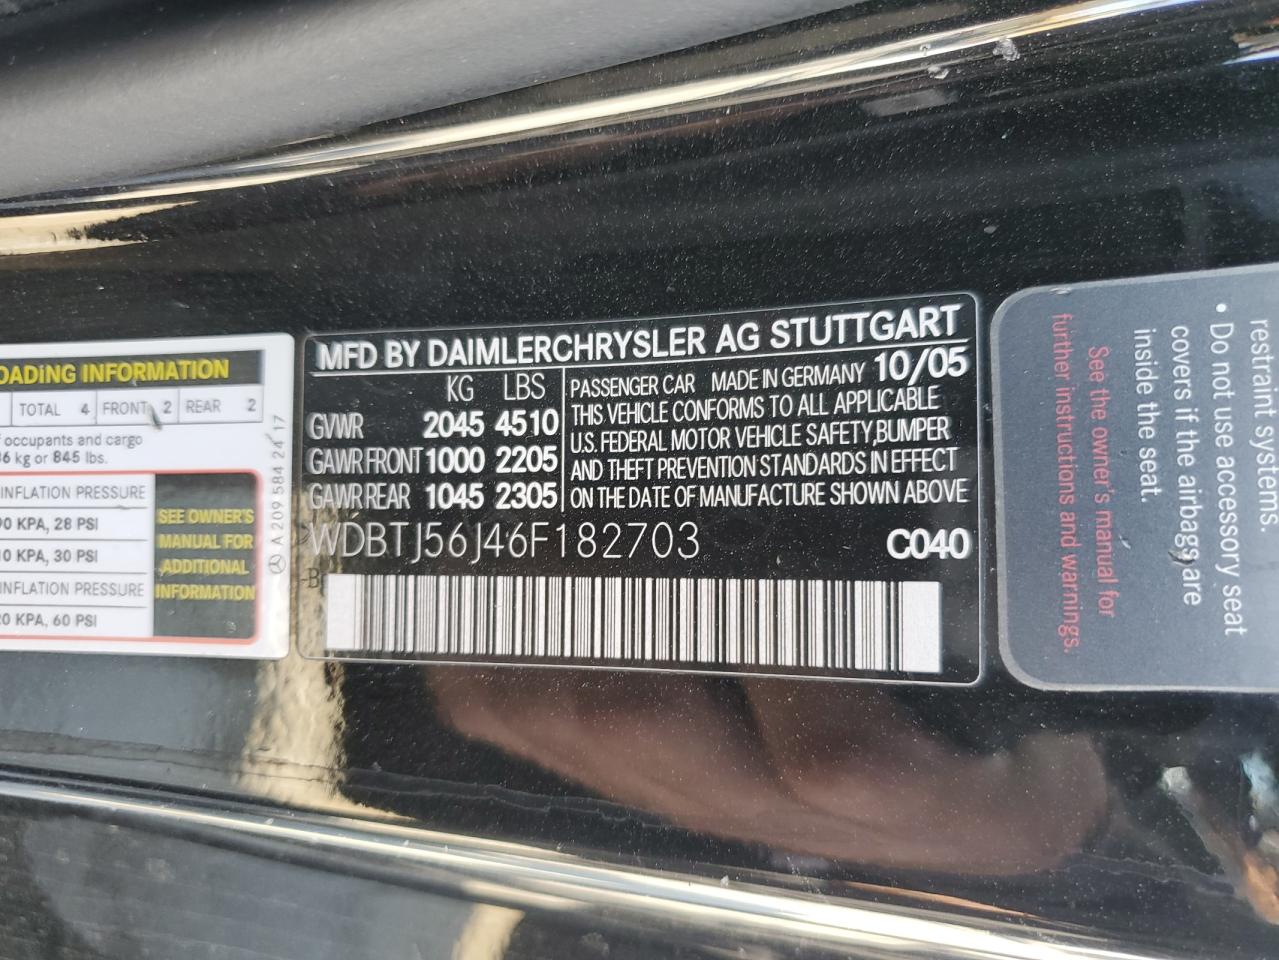 OADING INFORMATION
TOTAL 4 FRONT 2 REAR 2
occupants and cargo
kg or 845 lbs.
INFLATION PRESSURE
KPA, 28 PSI
KPA, 30 PSI
INFLATION PRESSURE
KPA, 60 PSI
SEE OWNER'S
MANUAL FOR
ADDITIONAL
INFORMATION
A 209 584 24 17
MFD BY DAIMLERCHRYSLER AG STUTTGART
KG LBS
GVWR 2045 4510
GAWR FRONT 1000 2205
GAWR REAR 1045 2305
PASSENGER CAR MADE IN GERMANY 10/05
THIS VEHICLE CONFORMS TO ALL APPLICABLE
U.S. FEDERAL MOTOR VEHICLE SAFETY, BUMPER
AND THEFT PREVENTION STANDARDS IN EFFECT
ON THE DATE OF MANUFACTURE SHOWN ABOVE
WDBTJ56J46F182703 C040
-B
restraint systems.
• Do not use accessory seat
covers if the airbags are
inside the seat.
See the owner's manual for
further instructions and warnings.